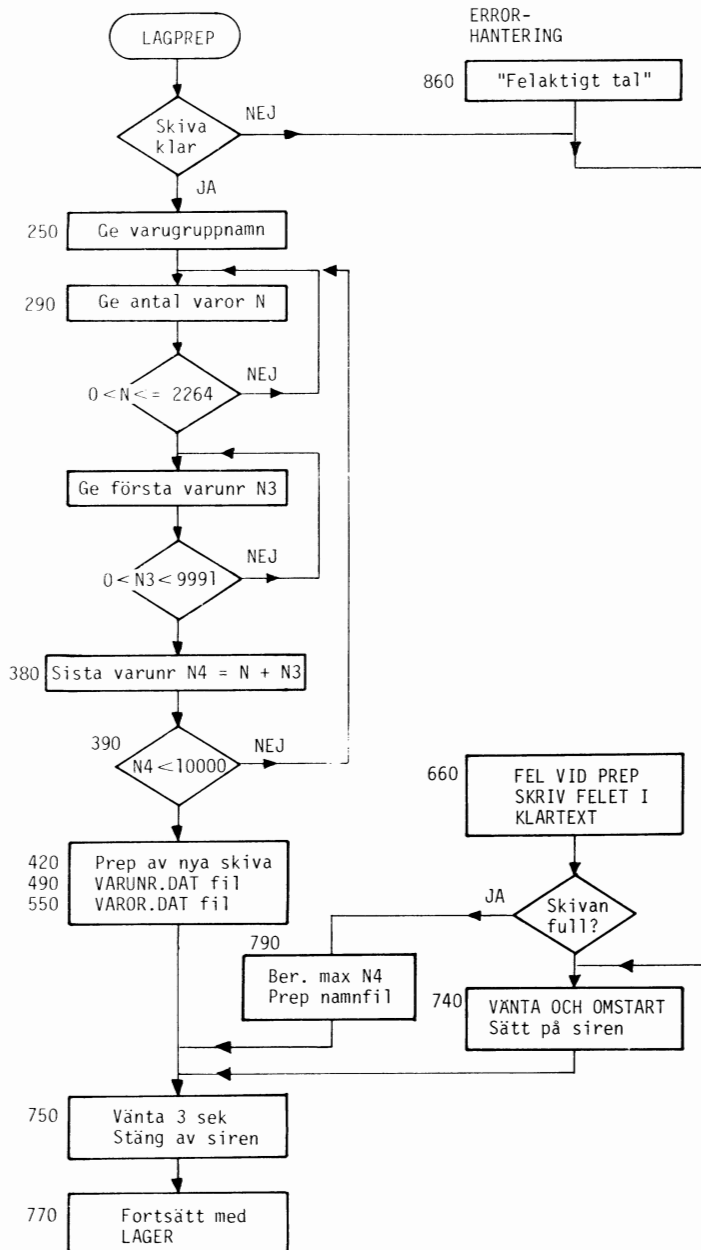 LAGPREP
ERROR-
HANTERING
860 "Felaktigt tal"
Skiva
klar
NEJ
JA
250 Ge varugruppnamn
290 Ge antal varor N
0 < N <= 2264
NEJ
Ge första varunr N3
0 < N3 < 9991
NEJ
380 Sista varunr N4 = N + N3
390
N4 < 10000
NEJ
420 Prep av nya skiva
490 VARUNR.DAT fil
550 VAROR.DAT fil
660 FEL VID PREP
SKRIV FELET I
KLARTEXT
Skivan
full?
JA
790
Ber. max N4
Prep namnfil
740 VÄNTA OCH OMSTART
Sätt på siren
750 Vänta 3 sek
Stäng av siren
770 Fortsätt med
LAGER